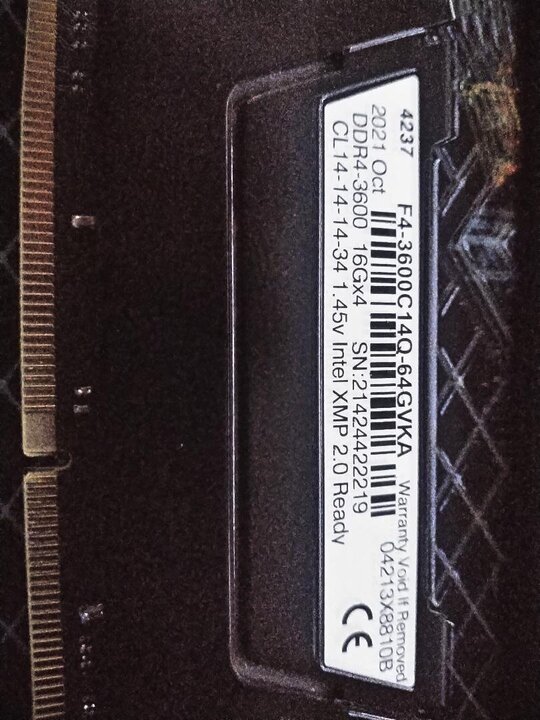 4237 F4-3600C14Q-64GVKA Warranty Void If Removed
2021 Oct 04213X8810B
DDR4-3600 16Gx4 SN:21424422219
CL14-14-14-34 1.45v Intel XMP 2.0 Ready
CE